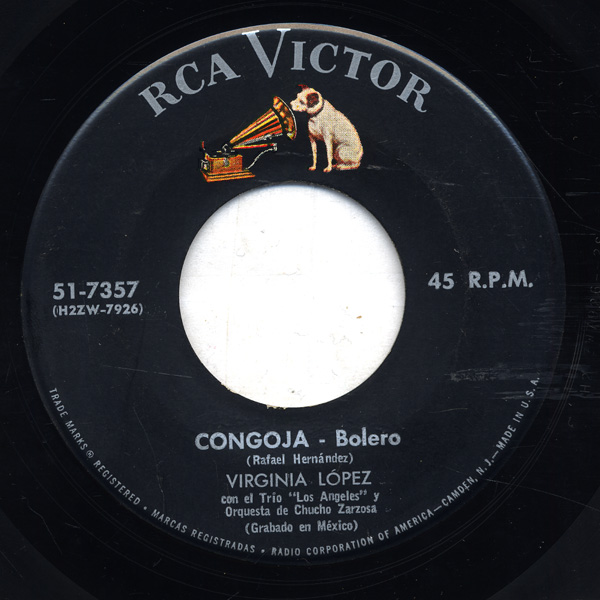 RCA VICTOR
51-7357
(H2ZW-7926)
45 R.P.M.
CONGOJA - Bolero
(Rafael Hernández)
VIRGINIA LÓPEZ
con el Trío "Los Angeles" y
Orquesta de Chucho Zarzosa
(Grabado en México)
TRADE MARKS ® REGISTERED • MARCAS REGISTRADAS • RADIO CORPORATION OF AMERICA—CAMDEN, N.J.—MADE IN U.S.A.